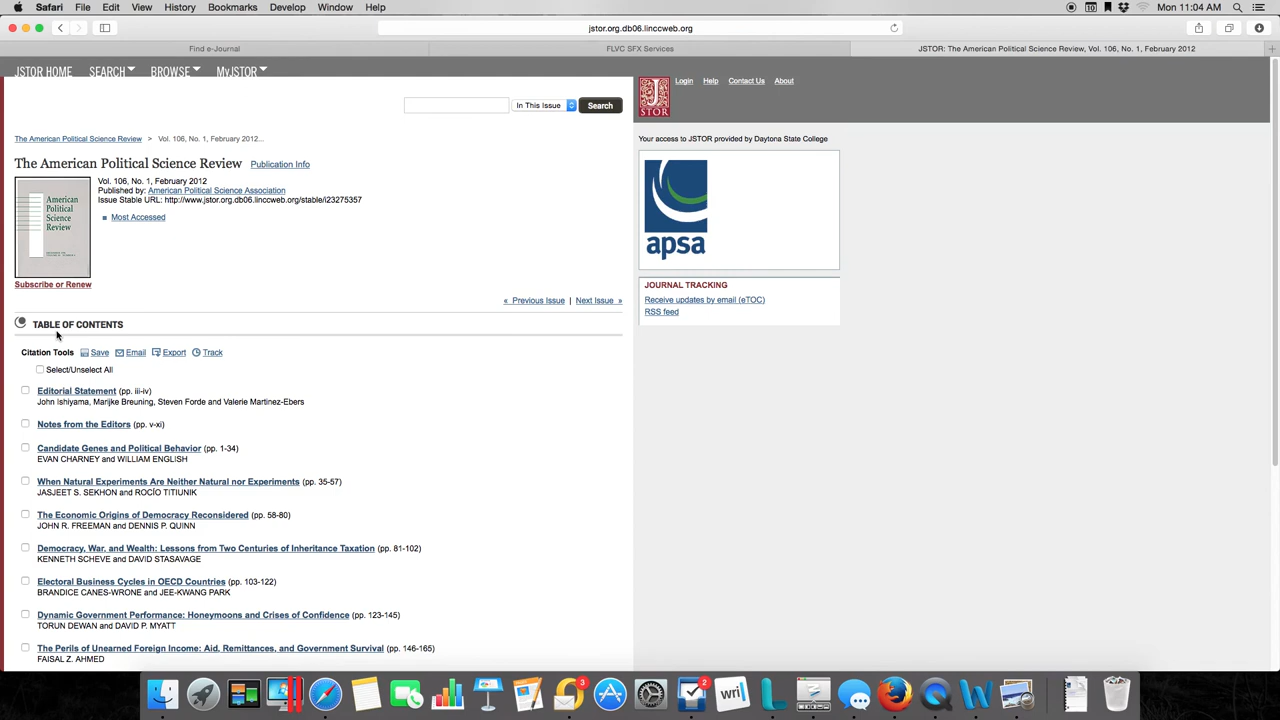 Safari File Edit View History Bookmarks Develop Window Help Mon 11:04 AM
jstor.org.db06.linccweb.org
Find e-Journal FLVC SFX Services JSTOR: The American Political Science Review, Vol. 106, No. 1, February 2012
JSTOR HOME SEARCH BROWSE MyJSTOR
Login Help Contact Us About
JSTOR
In This Issue Search
The American Political Science Review > Vol. 106, No. 1, February 2012...
Your access to JSTOR provided by Daytona State College
The American Political Science Review Publication Info
Vol. 106, No. 1, February 2012
Published by: American Political Science Association
Issue Stable URL: http://www.jstor.org.db06.linccweb.org/stable/i23275357
Most Accessed
American
Political
Science
Review
apsa
Subscribe or Renew
JOURNAL TRACKING
Receive updates by email (eTOC)
RSS feed
« Previous Issue | Next Issue »
TABLE OF CONTENTS
Citation Tools Save Email Export Track
Select/Unselect All
Editorial Statement (pp. iii-iv)
John Ishiyama, Marijke Breuning, Steven Forde and Valerie Martinez-Ebers
Notes from the Editors (pp. v-xi)
Candidate Genes and Political Behavior (pp. 1-34)
EVAN CHARNEY and WILLIAM ENGLISH
When Natural Experiments Are Neither Natural nor Experiments (pp. 35-57)
JASJEET S. SEKHON and ROCÍO TITIUNIK
The Economic Origins of Democracy Reconsidered (pp. 58-80)
JOHN R. FREEMAN and DENNIS P. QUINN
Democracy, War, and Wealth: Lessons from Two Centuries of Inheritance Taxation (pp. 81-102)
KENNETH SCHEVE and DAVID STASAVAGE
Electoral Business Cycles in OECD Countries (pp. 103-122)
BRANDICE CANES-WRONE and JEE-KWANG PARK
Dynamic Government Performance: Honeymoons and Crises of Confidence (pp. 123-145)
TORUN DEWAN and DAVID P. MYATT
The Perils of Unearned Foreign Income: Aid, Remittances, and Government Survival (pp. 146-165)
FAISAL Z. AHMED
3 2 wri